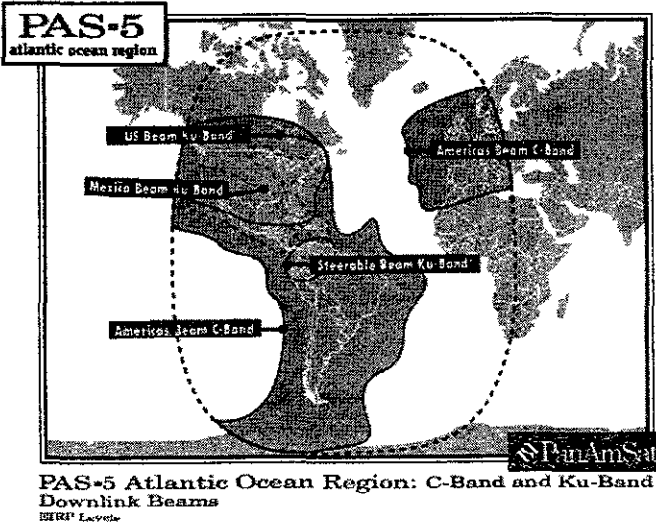 PAS-5
atlantic ocean region
US Beam Ku-Band
Americas Beam C-Band
Mexico Beam Ku Band
Steerable Beam Ku-Band
Americas Beam C-Band
PanAmSat
PAS-5 Atlantic Ocean Region: C-Band and Ku-Band
Downlink Beams
EIRP Levels